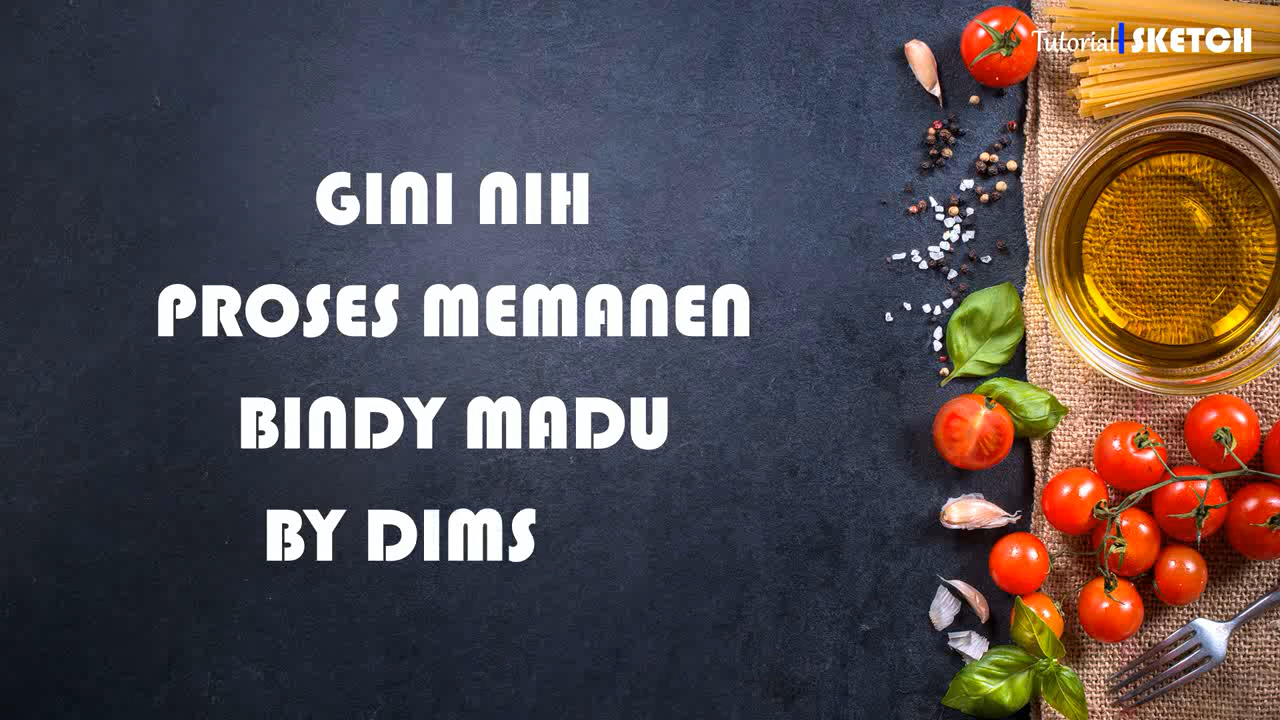 Tutorial SKETCH
GINI NIH
PROSES MEMANEN
BINDY MADU
BY DIMS